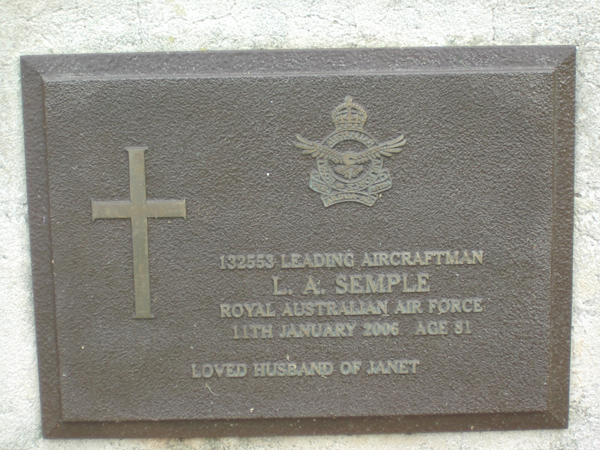 132553 LEADING AIRCRAFTMAN
L. A. SEMPLE
ROYAL AUSTRALIAN AIR FORCE
11TH JANUARY 2006 AGE 81
LOVED HUSBAND OF JANET